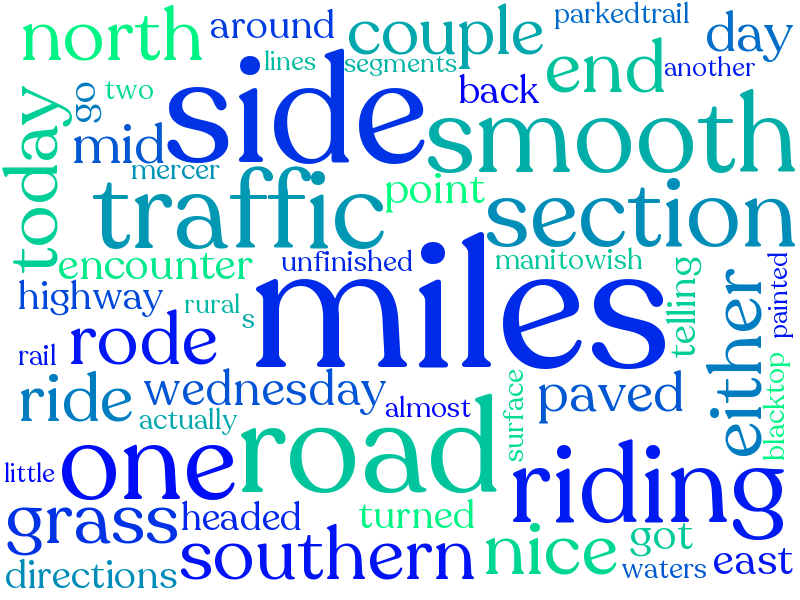 north around couple parkedtrail day
lines segments
side end another
go two back
today mid smooth
mercer
traffic point section
encounter unfinished manitowish
highway rural s miles telling either painted
rail rode
ride wednesday almost surface paved blacktop
actually
little one road riding
grass headed turned nice got
southern waters east
directions